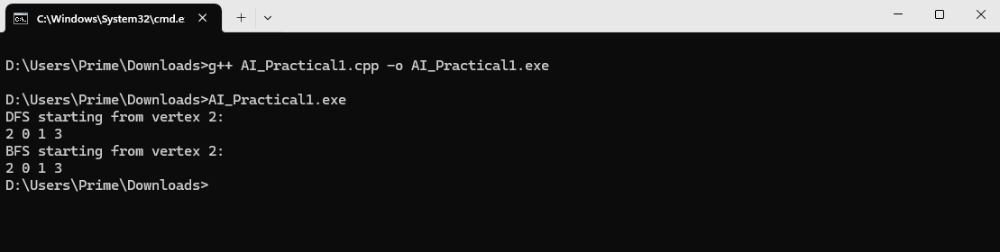 C:\Windows\System32\cmd.e
D:\Users\Prime\Downloads>g++ AI_Practical1.cpp -o AI_Practical1.exe
D:\Users\Prime\Downloads>AI_Practical1.exe
DFS starting from vertex 2:
2 0 1 3
BFS starting from vertex 2:
2 0 1 3
D:\Users\Prime\Downloads>